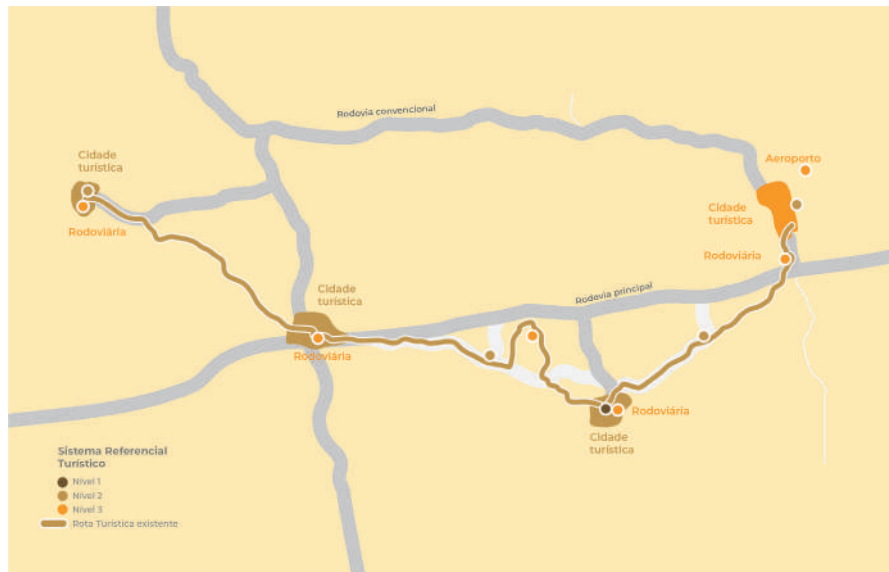 Rodovia convencional
Cidade
turística
Aeroporto
Cidade
turística
Rodoviária
Rodoviária
Cidade
turística
Rodovia principal
Rodoviária
Rodoviária
Cidade
turística
Sistema Referencial
Turístico
Nível 1
Nível 2
Nível 3
Rota Turística existente